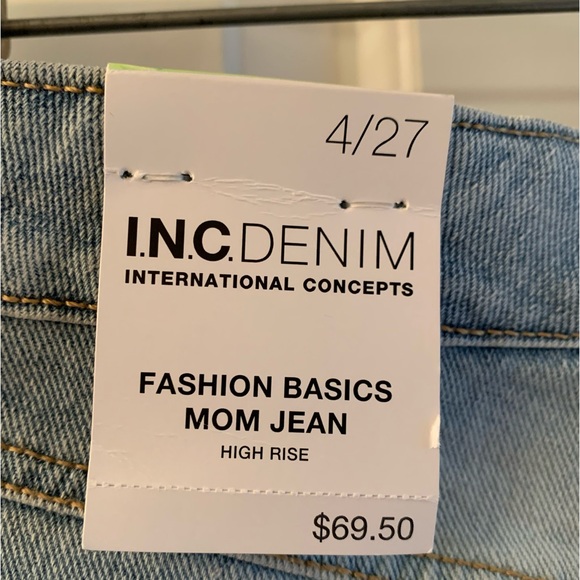 4/27
I.N.C.DENIM
INTERNATIONAL CONCEPTS
FASHION BASICS
MOM JEAN
HIGH RISE
$69.50